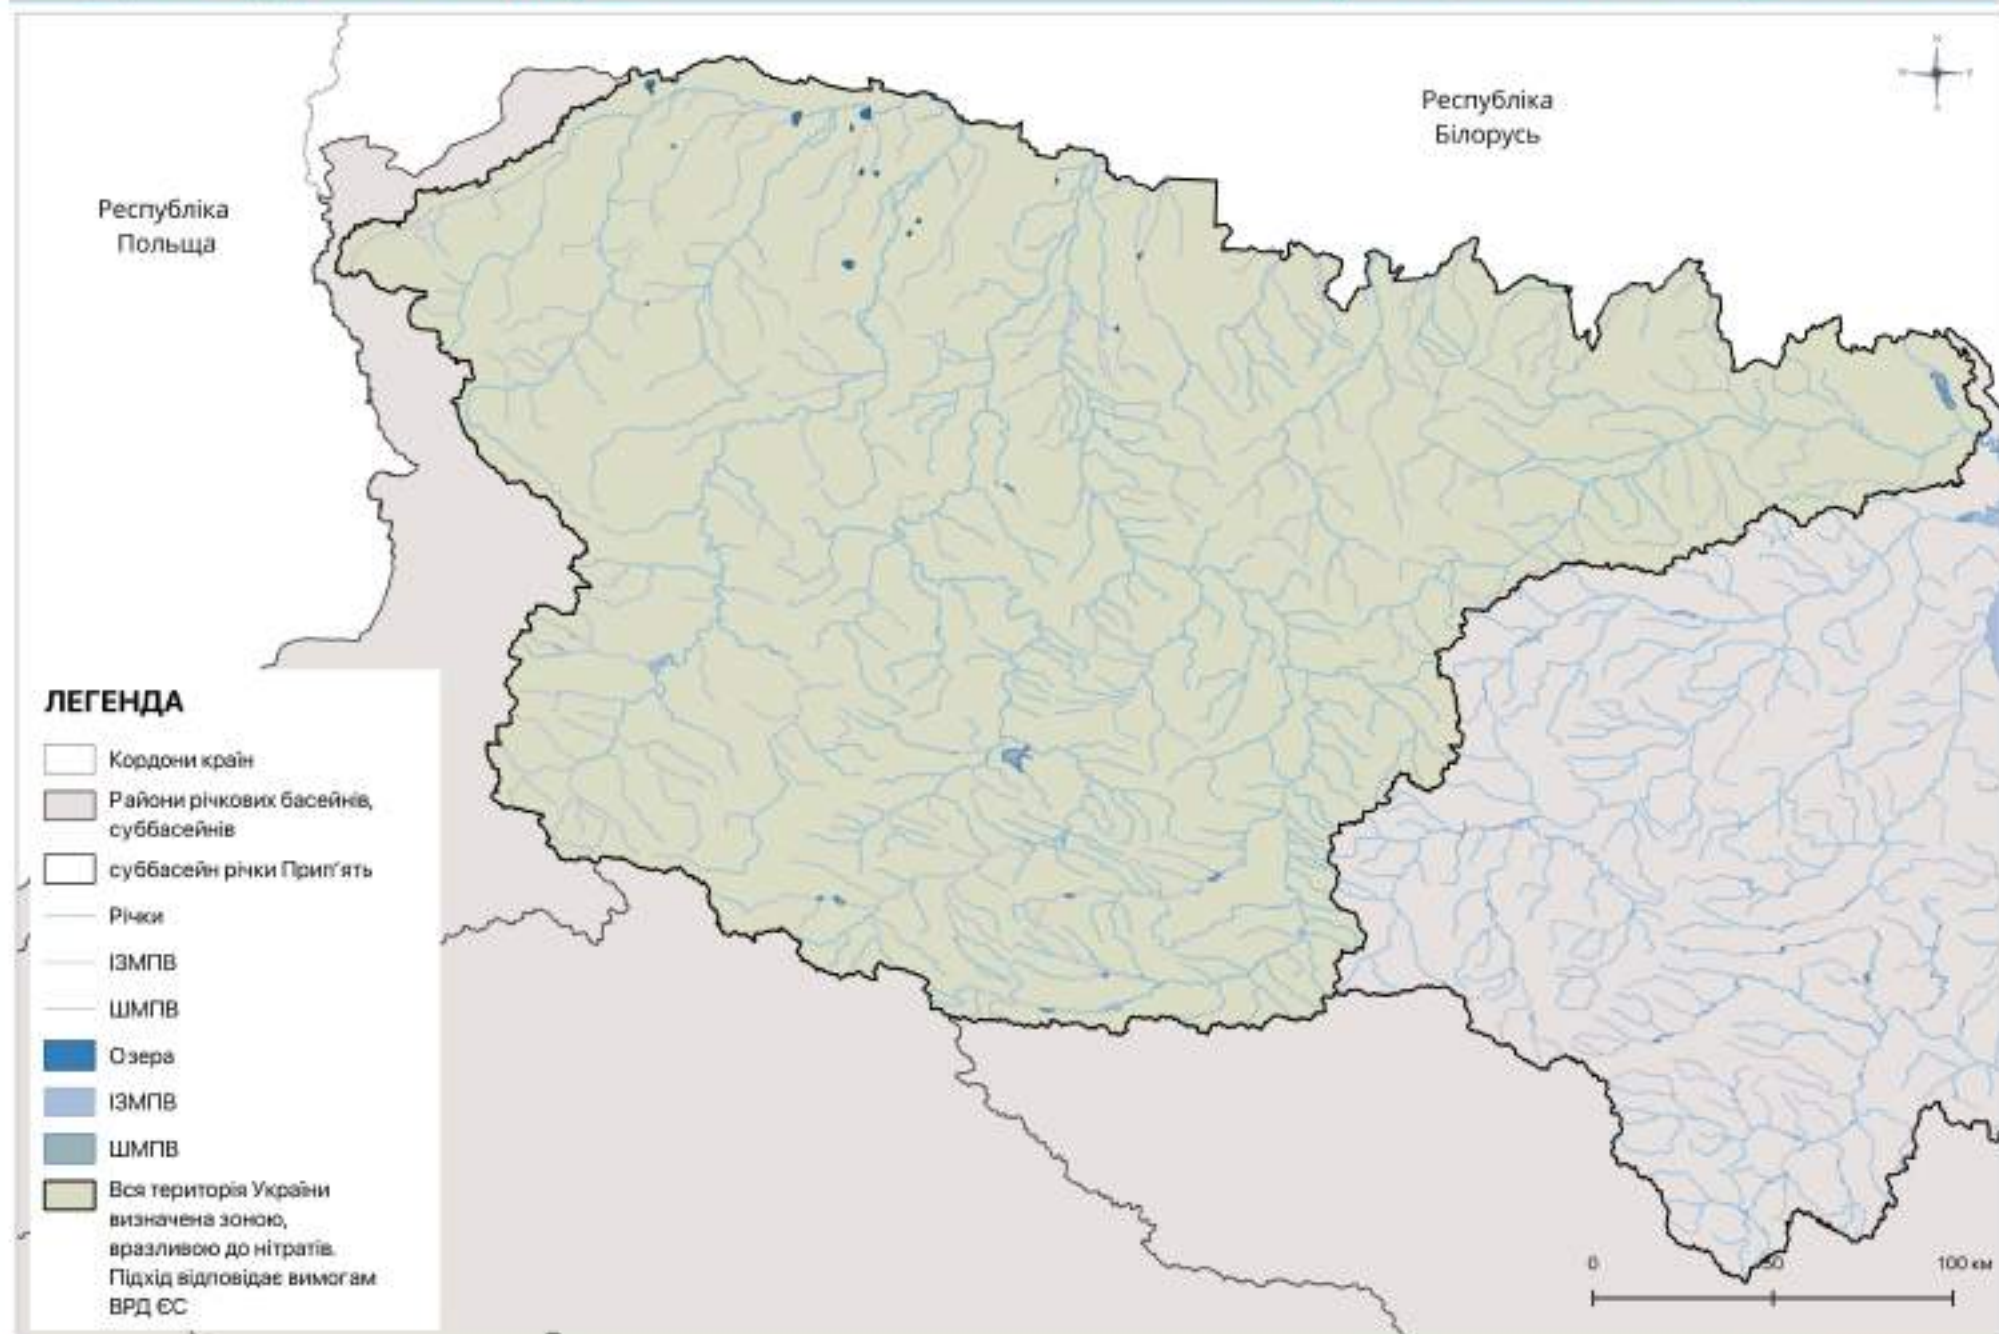 Республіка
Білорусь
Республіка
Польща
N
ЛЕГЕНДА
Кордони країн
Райони річкових басейнів,
суббасейнів
суббасейн річки Прип'ять
Річки
ІЗМПВ
ШМПВ
Озера
ІЗМПВ
ШМПВ
Вся територія України
визначена зоною,
вразливою до нітратів.
Підхід відповідає вимогам
ВРД ЄС
0 50 100 км